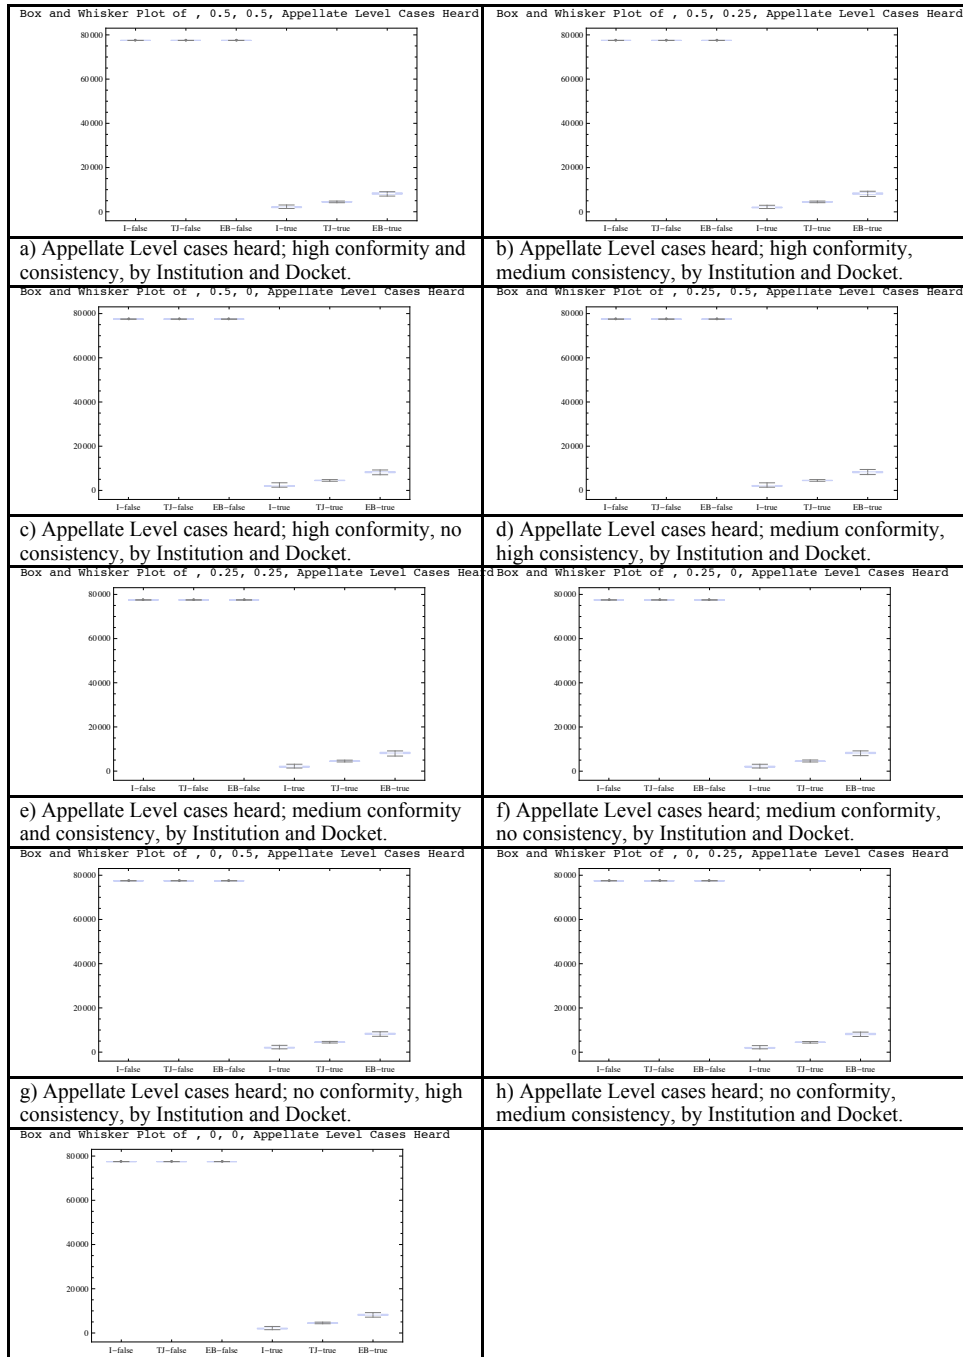 Box and Whisker Plot of , 0.5, 0.5, Appellate Level Cases Heard
80000
60000
40000
20000
0
I-false TJ-false EB-false I-true TJ-true EB-true
a) Appellate Level cases heard; high conformity and
consistency, by Institution and Docket.
Box and Whisker Plot of , 0.5, 0.25, Appellate Level Cases Heard
80000
60000
40000
20000
0
I-false TJ-false EB-false I-true TJ-true EB-true
b) Appellate Level cases heard; high conformity,
medium consistency, by Institution and Docket.
Box and Whisker Plot of , 0.5, 0, Appellate Level Cases Heard
80000
60000
40000
20000
0
I-false TJ-false EB-false I-true TJ-true EB-true
c) Appellate Level cases heard; high conformity, no
consistency, by Institution and Docket.
Box and Whisker Plot of , 0.25, 0.5, Appellate Level Cases Heard
80000
60000
40000
20000
0
I-false TJ-false EB-false I-true TJ-true EB-true
d) Appellate Level cases heard; medium conformity,
high consistency, by Institution and Docket.
Box and Whisker Plot of , 0.25, 0.25, Appellate Level Cases Heard
80000
60000
40000
20000
0
I-false TJ-false EB-false I-true TJ-true EB-true
e) Appellate Level cases heard; medium conformity
and consistency, by Institution and Docket.
Box and Whisker Plot of , 0.25, 0, Appellate Level Cases Heard
80000
60000
40000
20000
0
I-false TJ-false EB-false I-true TJ-true EB-true
f) Appellate Level cases heard; medium conformity,
no consistency, by Institution and Docket.
Box and Whisker Plot of , 0, 0.5, Appellate Level Cases Heard
80000
60000
40000
20000
0
I-false TJ-false EB-false I-true TJ-true EB-true
g) Appellate Level cases heard; no conformity, high
consistency, by Institution and Docket.
Box and Whisker Plot of , 0, 0.25, Appellate Level Cases Heard
80000
60000
40000
20000
0
I-false TJ-false EB-false I-true TJ-true EB-true
h) Appellate Level cases heard; no conformity,
medium consistency, by Institution and Docket.
Box and Whisker Plot of , 0, 0, Appellate Level Cases Heard
80000
60000
40000
20000
0
I-false TJ-false EB-false I-true TJ-true EB-true